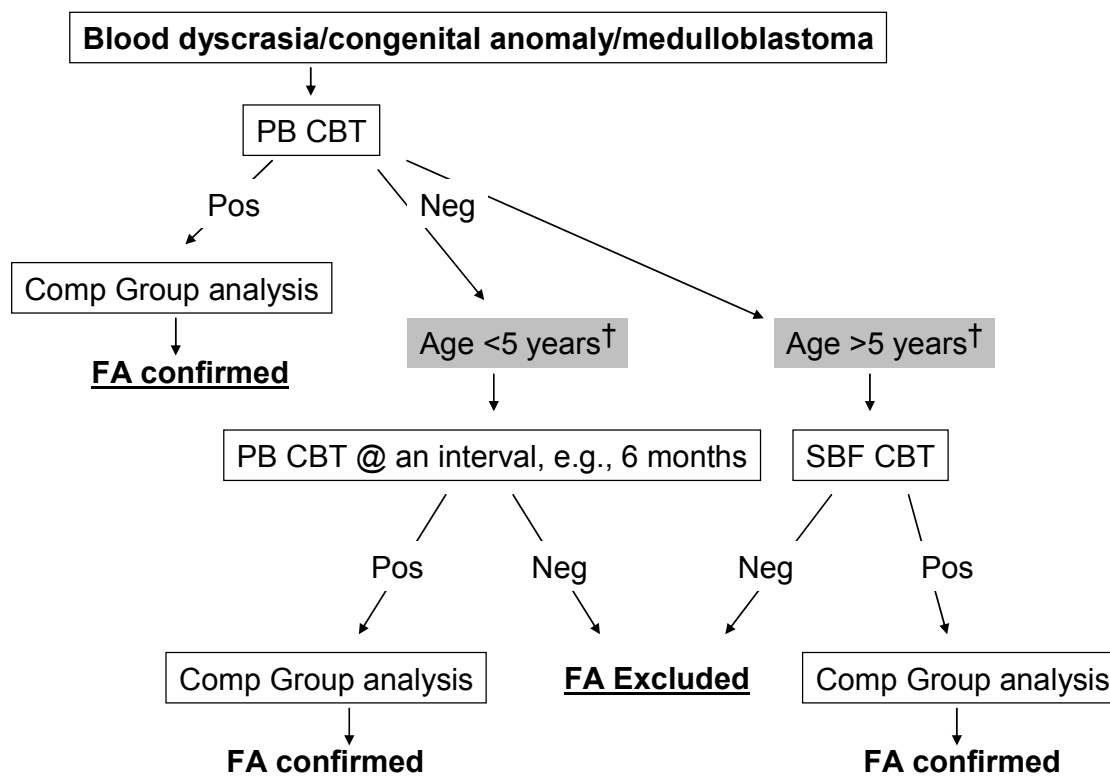 Blood dyscrasia/congenital anomaly/medulloblastoma
PB CBT
Pos
Neg
Comp Group analysis
FA confirmed
Age <5 years†
Age >5 years†
PB CBT @ an interval, e.g., 6 months
SBF CBT
Pos
Neg
Neg
Pos
Comp Group analysis
FA Excluded
Comp Group analysis
FA confirmed
FA confirmed